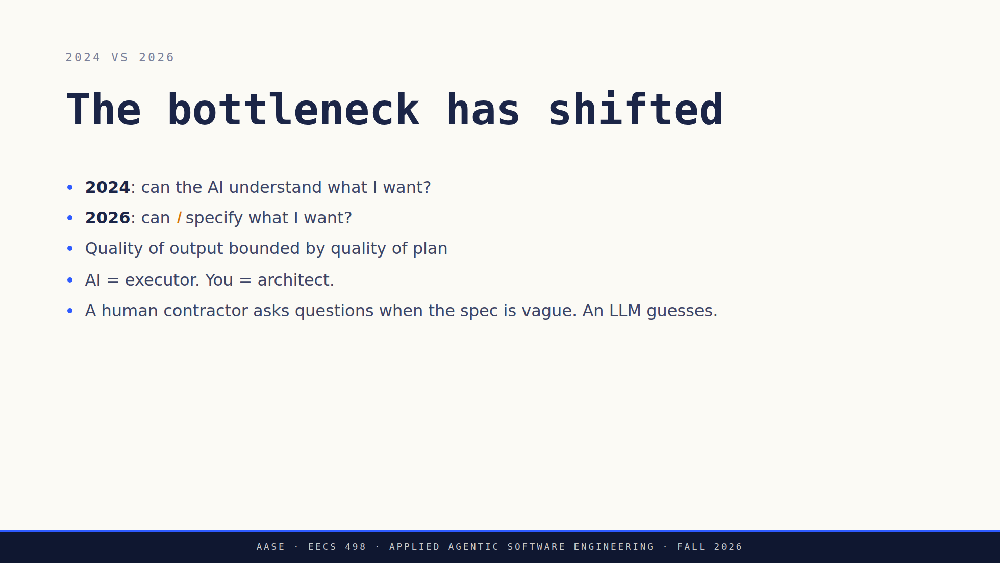 2024 VS 2026
The bottleneck has shifted
• 2024: can the AI understand what I want?
• 2026: can I specify what I want?
• Quality of output bounded by quality of plan
• AI = executor. You = architect.
• A human contractor asks questions when the spec is vague. An LLM guesses.
AASE · EECS 498 · APPLIED AGENTIC SOFTWARE ENGINEERING · FALL 2026